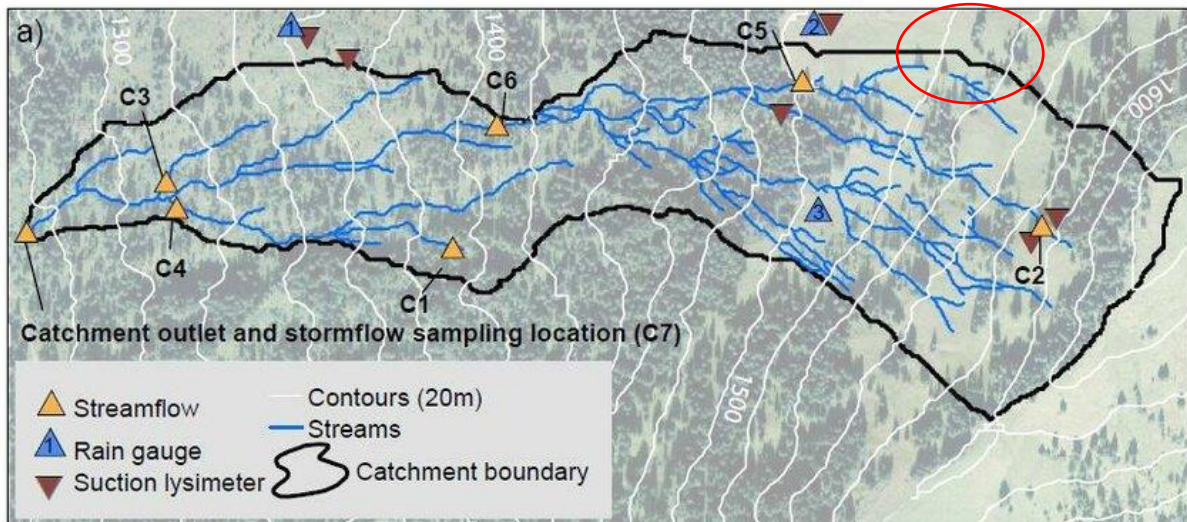 a)
1300
1400
1
2
C5
C6
C3
1600
3
C4
C1
C2
Catchment outlet and stormflow sampling location (C7)
1500
Streamflow
Contours (20m)
1
Rain gauge
Streams
Suction lysimeter
Catchment boundary